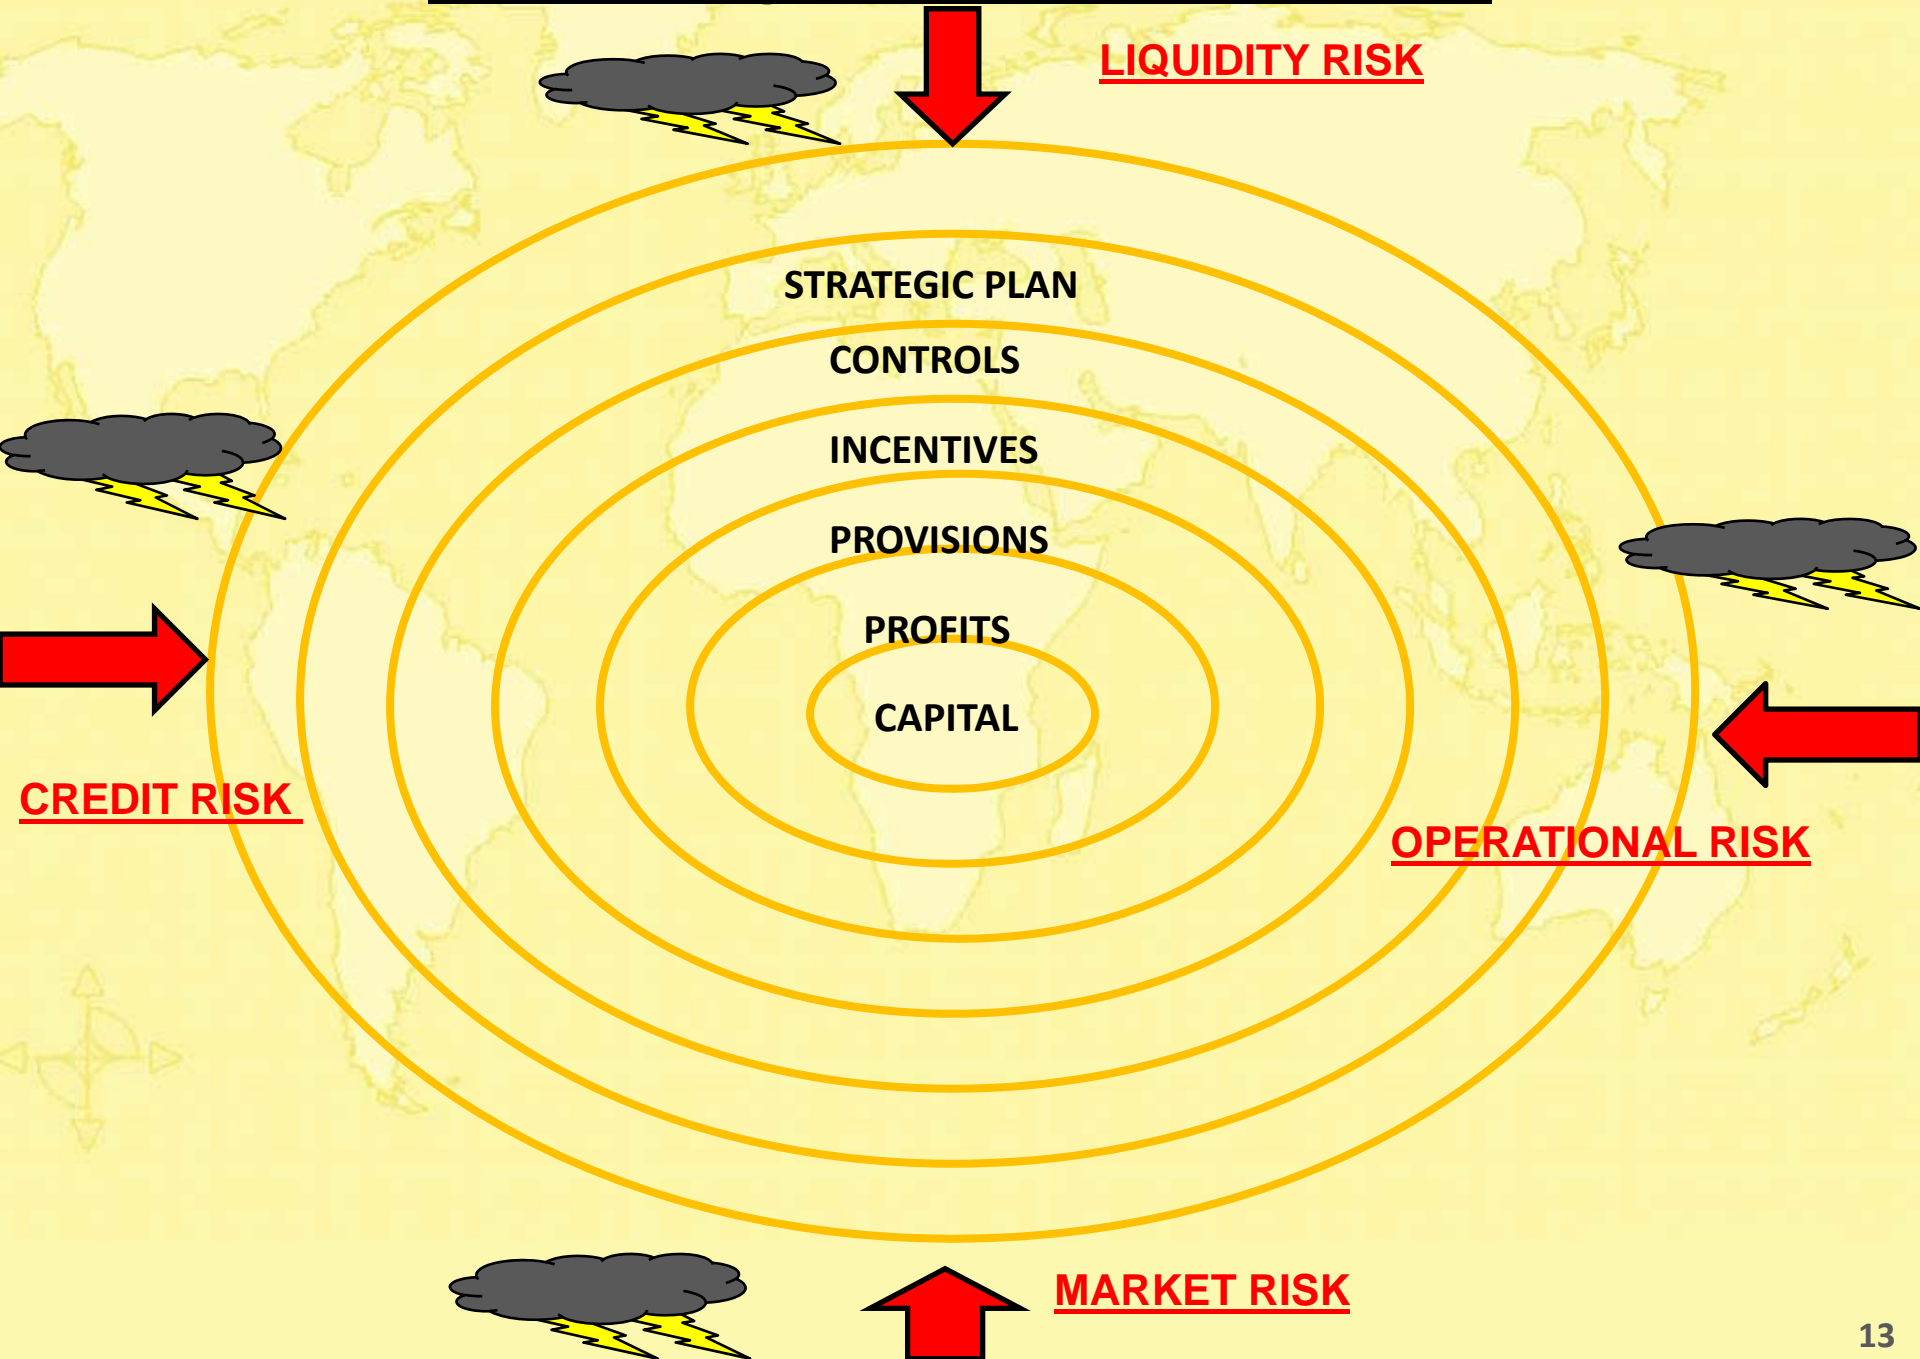 LIQUIDITY RISK
STRATEGIC PLAN
CONTROLS
INCENTIVES
PROVISIONS
PROFITS
CAPITAL
CREDIT RISK
OPERATIONAL RISK
MARKET RISK
13